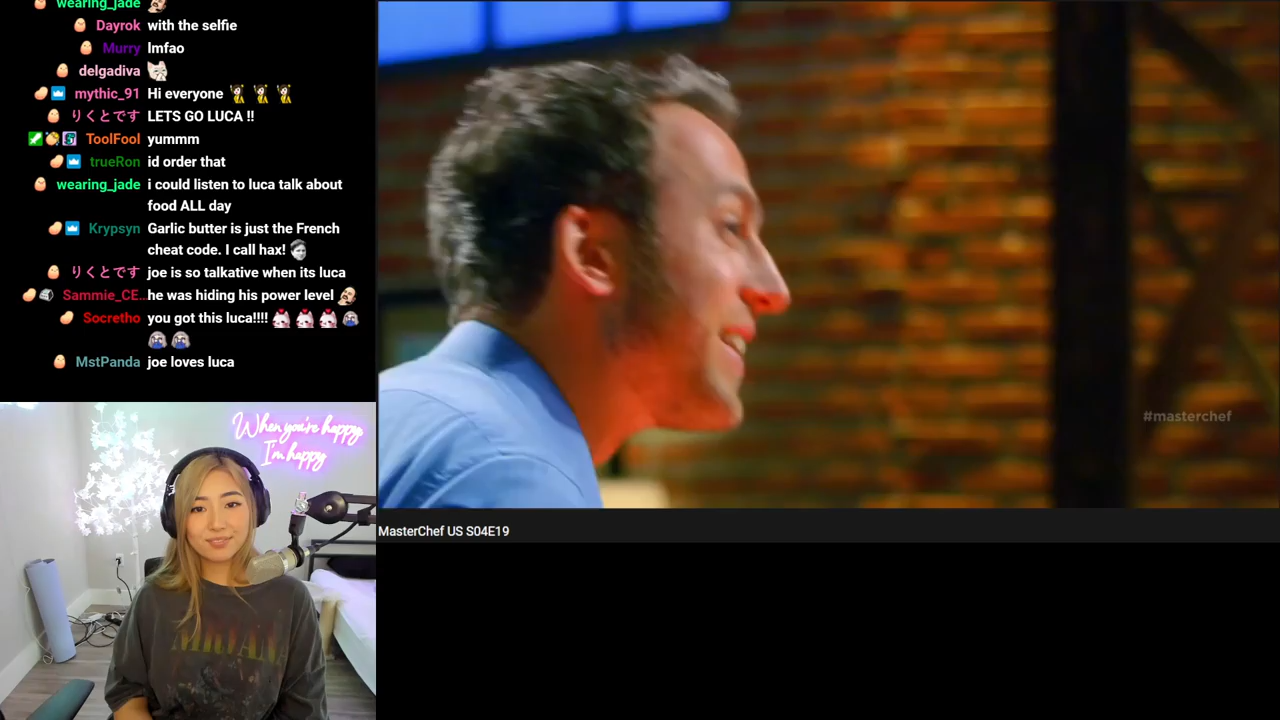 wearing_jade
Dayrok with the selfie
Murry lmfao
delgadiva
mythic_91 Hi everyone
りくとです LETS GO LUCA !!
ToolFool yummm
trueRon id order that
wearing_jade i could listen to luca talk about
food ALL day
Krypsyn Garlic butter is just the French
cheat code. I call hax!
りくとです joe is so talkative when its luca
Sammie_CE... he was hiding his power level
Socretho you got this luca!!!!
MstPanda joe loves luca
When you're happy
I'm happy
NIRVANA
#masterchef
MasterChef US S04E19